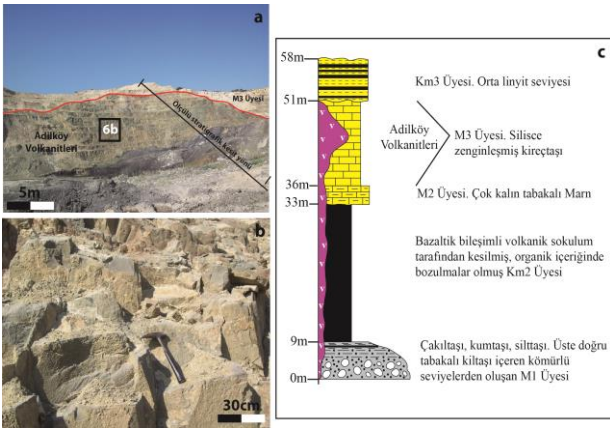 a
M3 Üyesi
Adilköy
Volkanitleri
6b
Ölçülü stratigrafik kesit yönü
5m
b
30cm
c
58m
Km3 Üyesi. Orta linyit seviyesi
51m
Adilköy
Volkanitleri
M3 Üyesi. Silisce
zenginleşmiş kireçtaşı
36m
M2 Üyesi. Çok kalın tabakalı Marn
33m
Bazaltik bileşimli volkanik sokulum
tarafından kesilmiş, organik içeriğinde
bozulmalar olmuş Km2 Üyesi
9m
Çakıltaşı, kumtaşı, silttaşı. Üste doğru
tabakalı kiltaşı içeren kömürlü
seviyelerden oluşan M1 Üyesi
0m